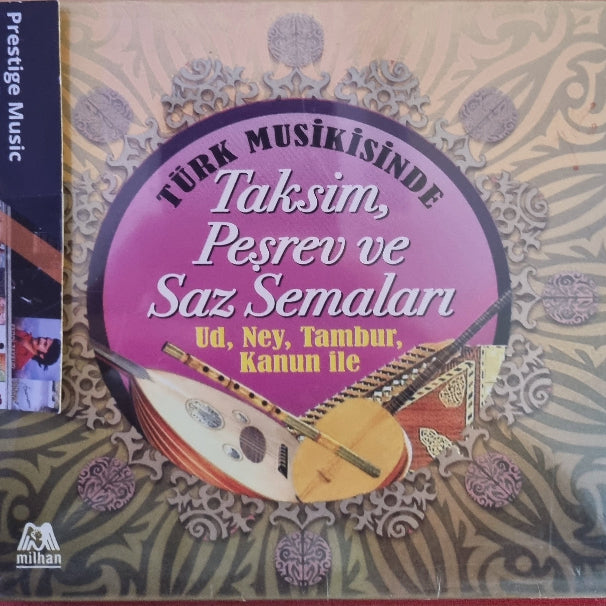 Prestige Music
TÜRK MUSİKİSİNDE
Taksim,
Peşrev ve
Saz Semaları
Ud, Ney, Tambur,
Kanun ile
milhan